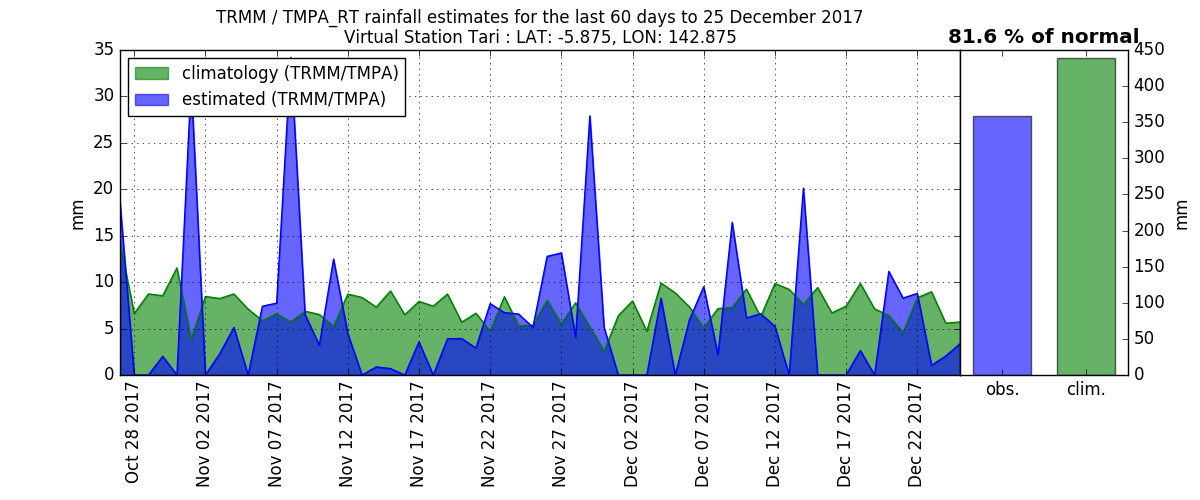 TRMM / TMPA_RT rainfall estimates for the last 60 days to 25 December 2017
Virtual Station Tari : LAT: -5.875, LON: 142.875
81.6 % of normal
climatology (TRMM/TMPA)
estimated (TRMM/TMPA)
35
30
25
20
15
10
5
0
mm
Oct 28 2017
Nov 02 2017
Nov 07 2017
Nov 12 2017
Nov 17 2017
Nov 22 2017
Nov 27 2017
Dec 02 2017
Dec 07 2017
Dec 12 2017
Dec 17 2017
Dec 22 2017
obs.
clim.
450
400
350
300
250
200
150
100
50
0
mm